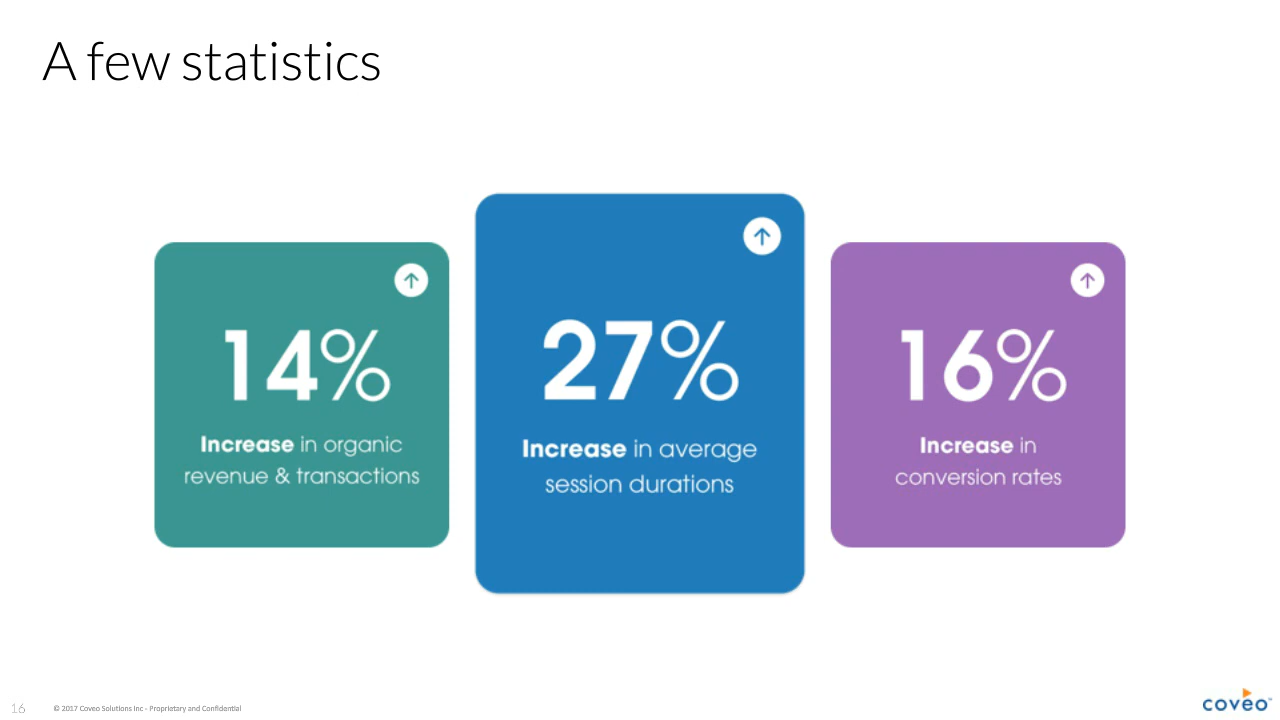 A few statistics
14%
Increase in organic
revenue & transactions
27%
Increase in average
session durations
16%
Increase in
conversion rates
16
© 2017 Coveo Solutions Inc - Proprietary and Confidential
coveo™